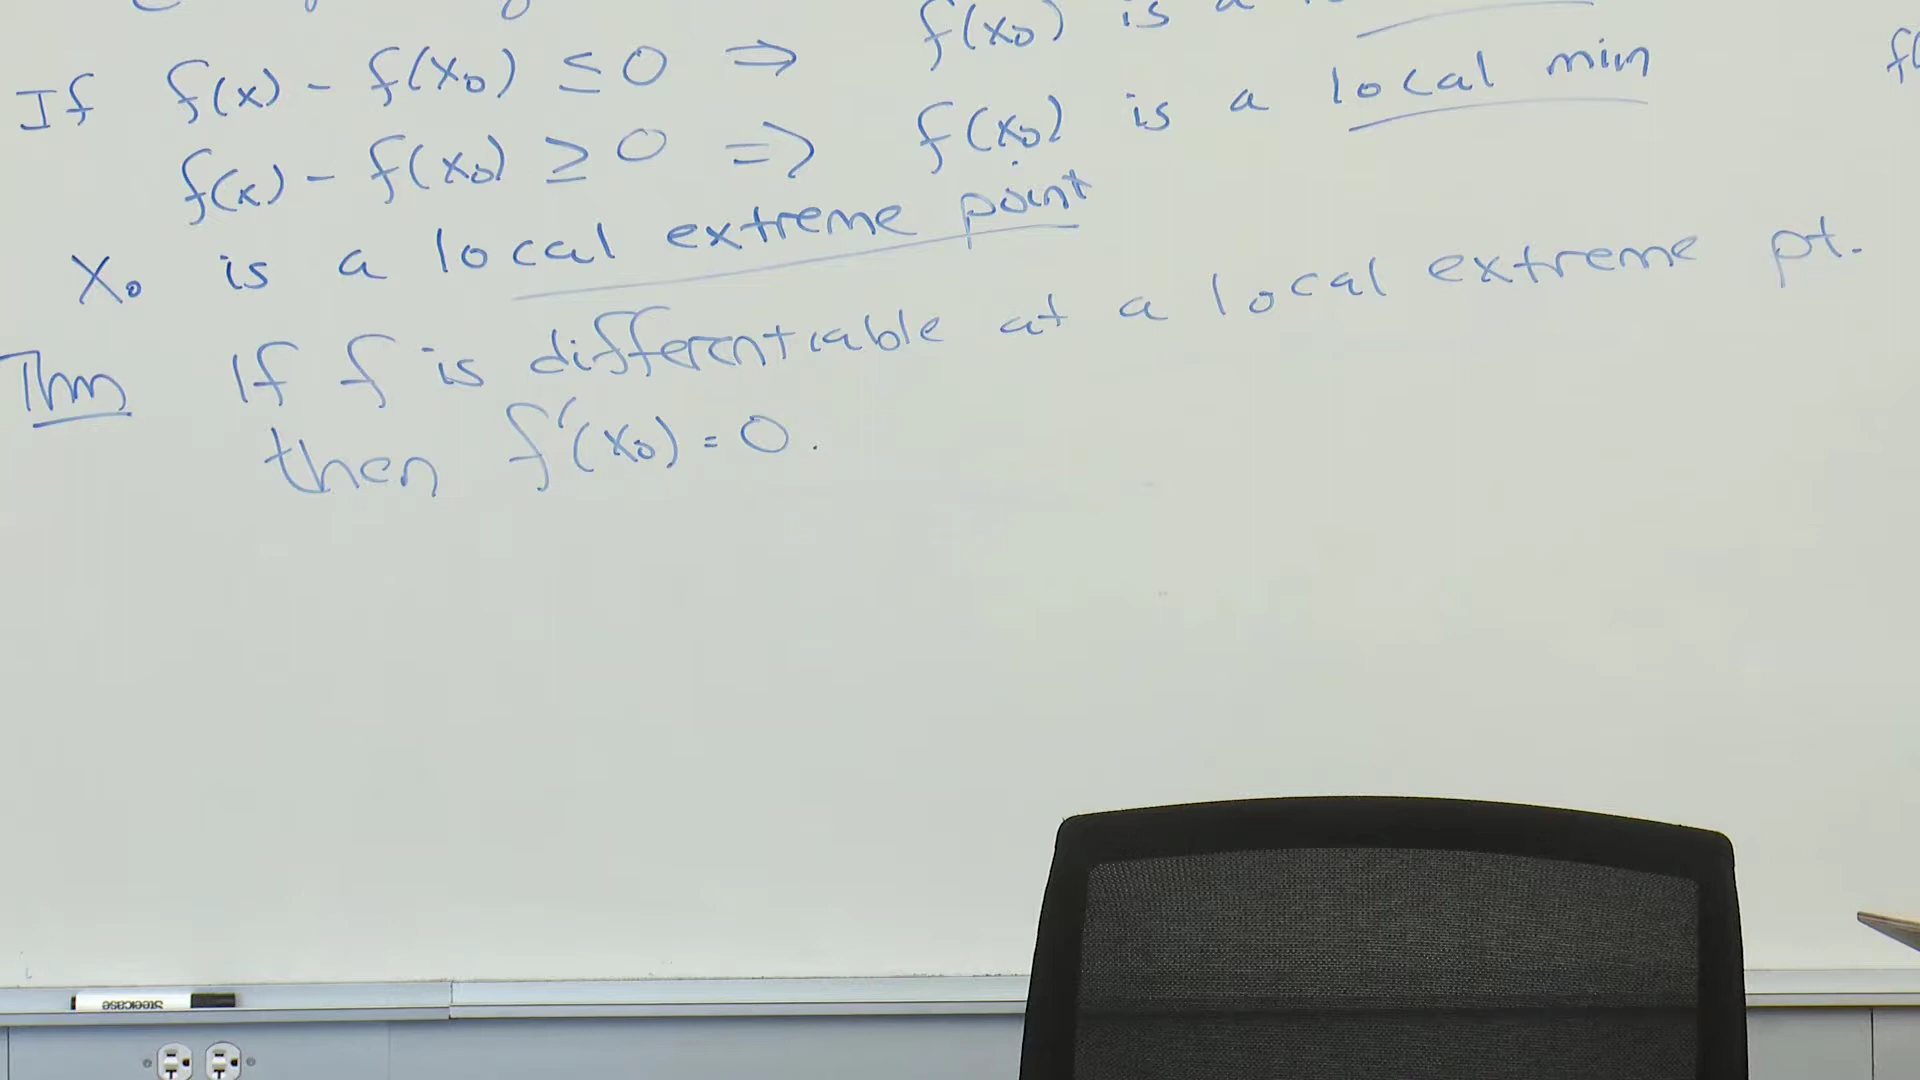 If f(x) - f(x₀) ≤ 0 ⇒ f(x₀) is a
f(x) - f(x₀) ≥ 0 => f(x₀) is a local min
x₀ is a local extreme point
Thm If f is differentiable at a local extreme pt.
then f'(x₀) = 0.
Steelcase